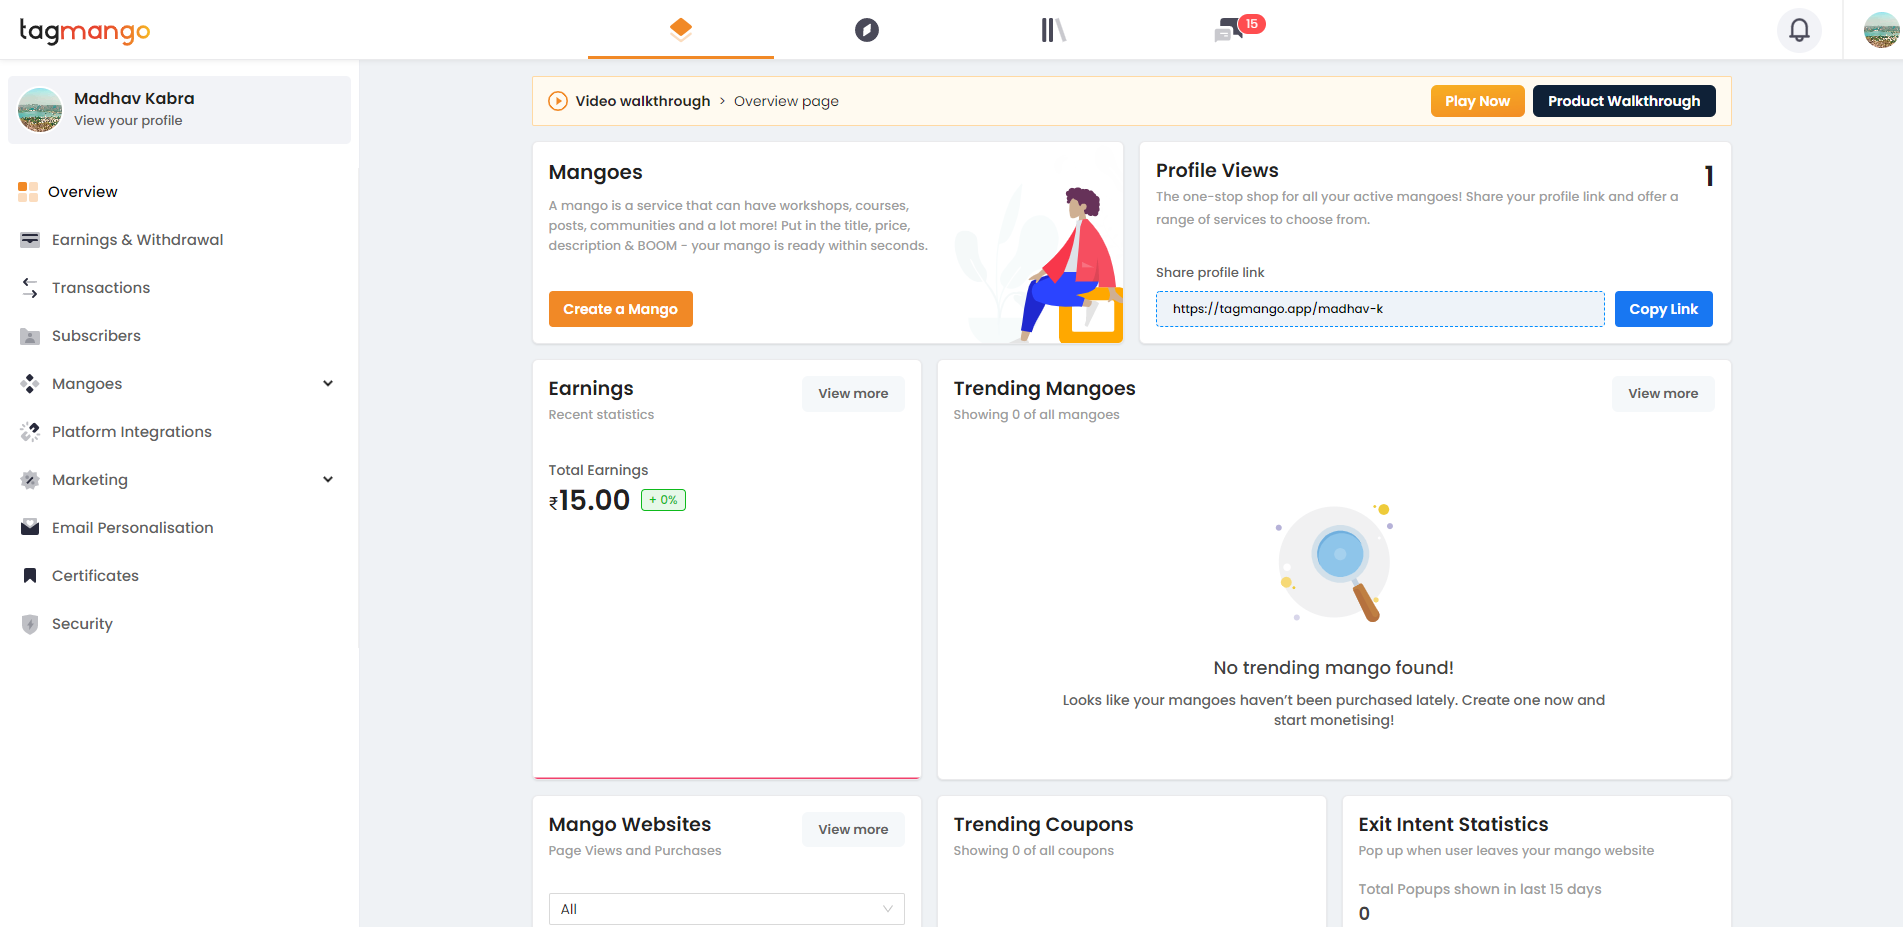 tagmango
15
Madhav Kabra
View your profile
Overview
Earnings & Withdrawal
Transactions
Subscribers
Mangoes
Platform Integrations
Marketing
Email Personalisation
Certificates
Security
Video walkthrough > Overview page
Play Now
Product Walkthrough
Mangoes
A mango is a service that can have workshops, courses,
posts, communities and a lot more! Put in the title, price,
description & BOOM - your mango is ready within seconds.
Create a Mango
Profile Views
1
The one-stop shop for all your active mangoes! Share your profile link and offer a
range of services to choose from.
Share profile link
https://tagmango.app/madhav-k
Copy Link
Earnings
View more
Recent statistics
Total Earnings
₹15.00 + 0%
Trending Mangoes
View more
Showing 0 of all mangoes
No trending mango found!
Looks like your mangoes haven’t been purchased lately. Create one now and
start monetising!
Mango Websites
View more
Page Views and Purchases
All
Trending Coupons
Showing 0 of all coupons
Exit Intent Statistics
Pop up when user leaves your mango website
Total Popups shown in last 15 days
0